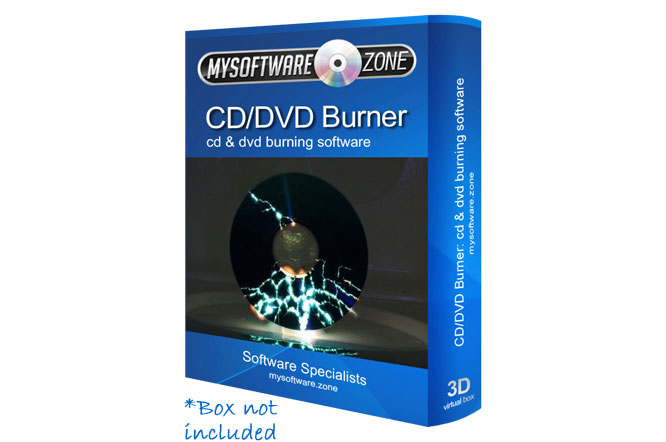 MYSOFTWARE ZONE
CD/DVD Burner
cd & dvd burning software
Software Specialists
mysoftware.zone
CD/DVD Burner: cd & dvd burning software
mysoftware.zone
3D
virtual box
*Box not
included